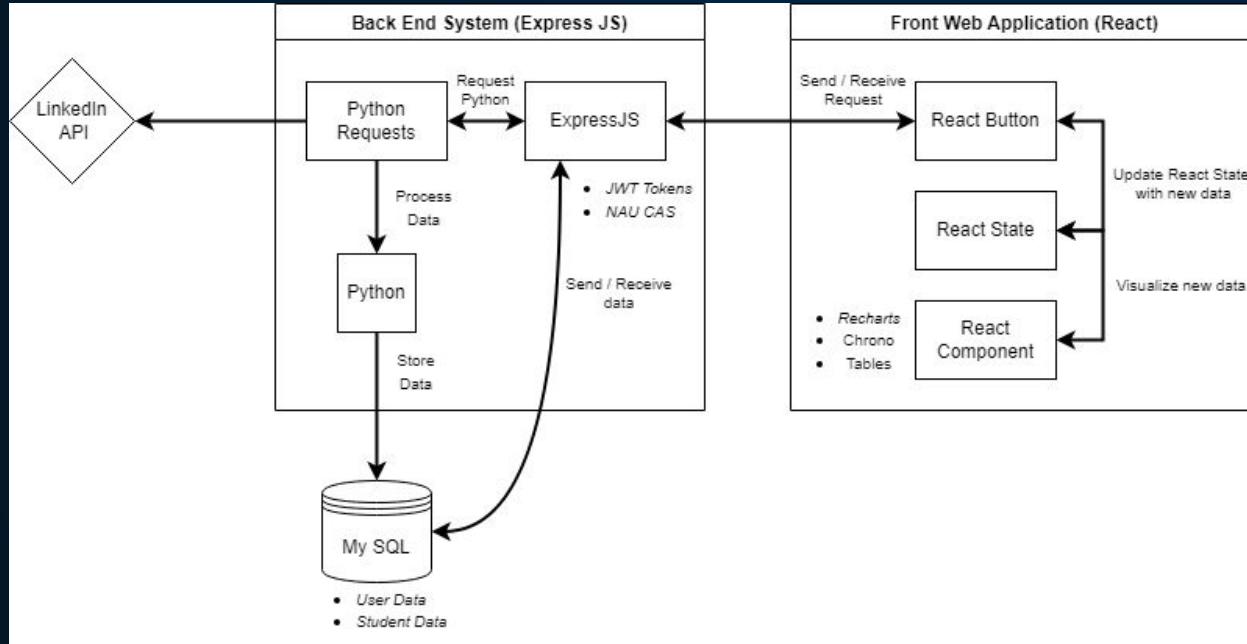 Back End System (Express JS)
Front Web Application (React)
LinkedIn
API
Python
Requests
Request
Python
ExpressJS
Send / Receive
Request
React Button
• JWT Tokens
• NAU CAS
Process
Data
Update React State
with new data
React State
Python
Send / Receive
data
Visualize new data
• Recharts
• Chrono
• Tables
React
Component
Store
Data
My SQL
• User Data
• Student Data